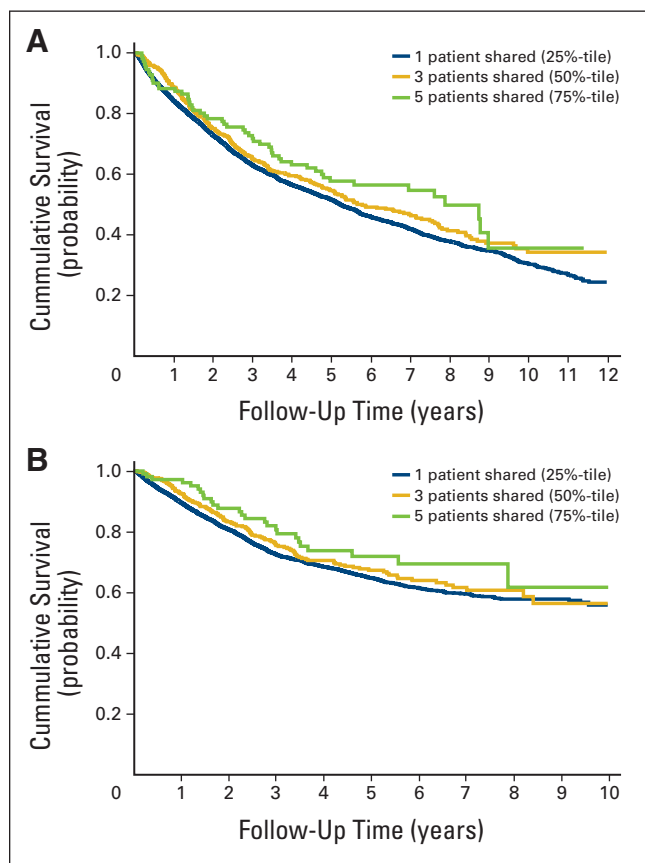 A
1 patient shared (25%-tile)
3 patients shared (50%-tile)
5 patients shared (75%-tile)
Cummulative Survival
(probability)
1.0
0.8
0.6
0.4
0.2
0 1 2 3 4 5 6 7 8 9 10 11 12
Follow-Up Time (years)
B
1 patient shared (25%-tile)
3 patients shared (50%-tile)
5 patients shared (75%-tile)
Cummulative Survival
(probability)
1.0
0.8
0.6
0.4
0.2
0 1 2 3 4 5 6 7 8 9 10
Follow-Up Time (years)